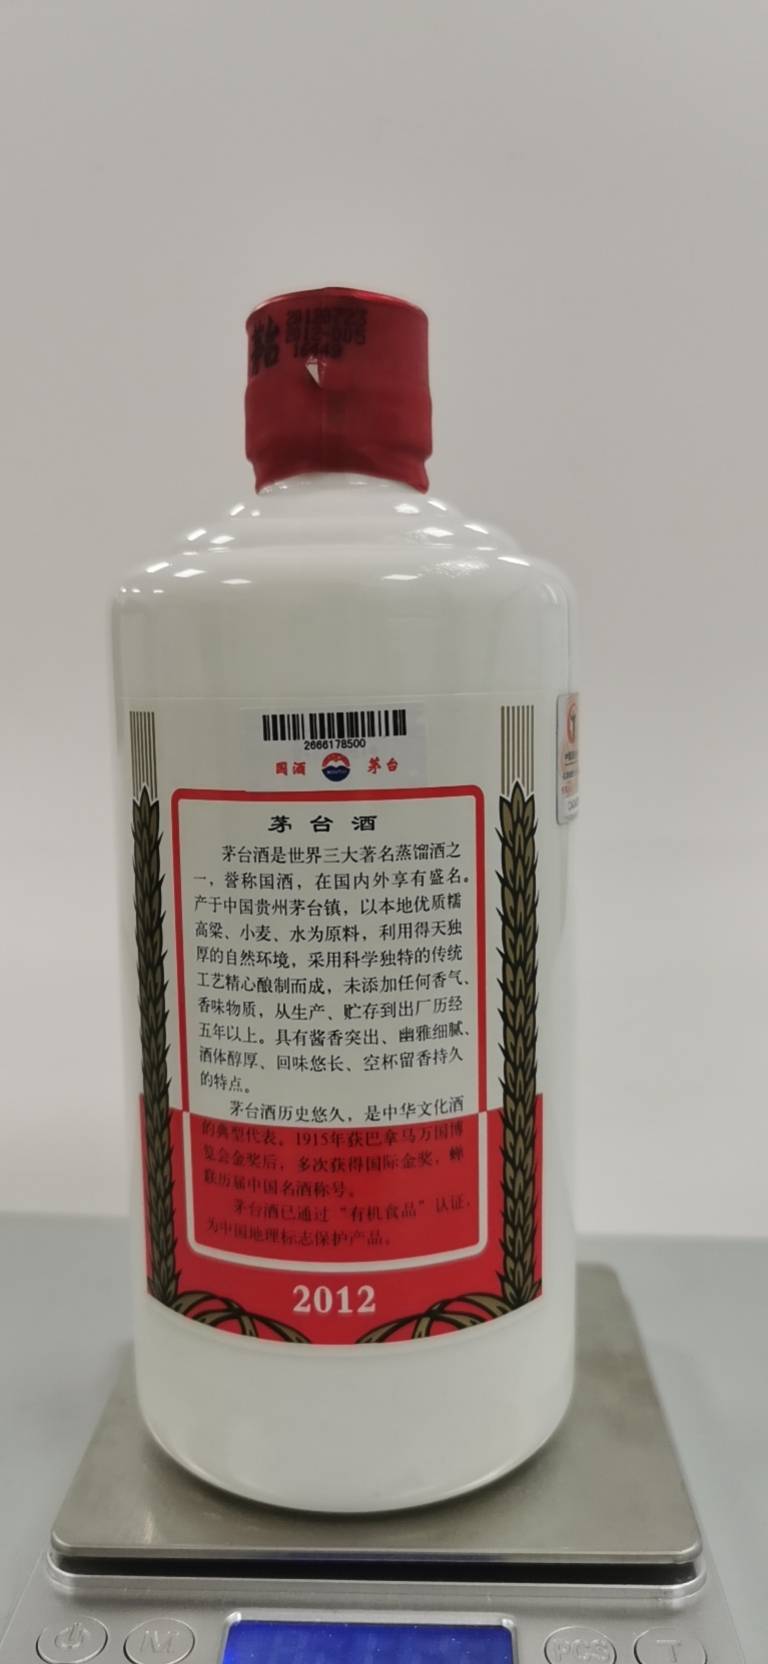 茅台
2666178500
国酒 茅台
茅 台 酒
茅台酒是世界三大著名蒸馏酒之
一，誉称国酒，在国内外享有盛名。
产于中国贵州茅台镇，以本地优质糯
高粱、小麦、水为原料，利用得天独
厚的自然环境，采用科学独特的传统
工艺精心酿制而成，未添加任何香气、
香味物质，从生产、贮存到出厂历经
五年以上。具有酱香突出、幽雅细腻、
酒体醇厚、回味悠长、空杯留香持久
的特点。
茅台酒历史悠久，是中华文化酒
的典型代表。1915年获巴拿马万国博
览会金奖后，多次获得国际金奖，蝉
联历届中国名酒称号。
茅台酒已通过“有机食品”认证，
为中国地理标志保护产品。
2012
M
PCS
T